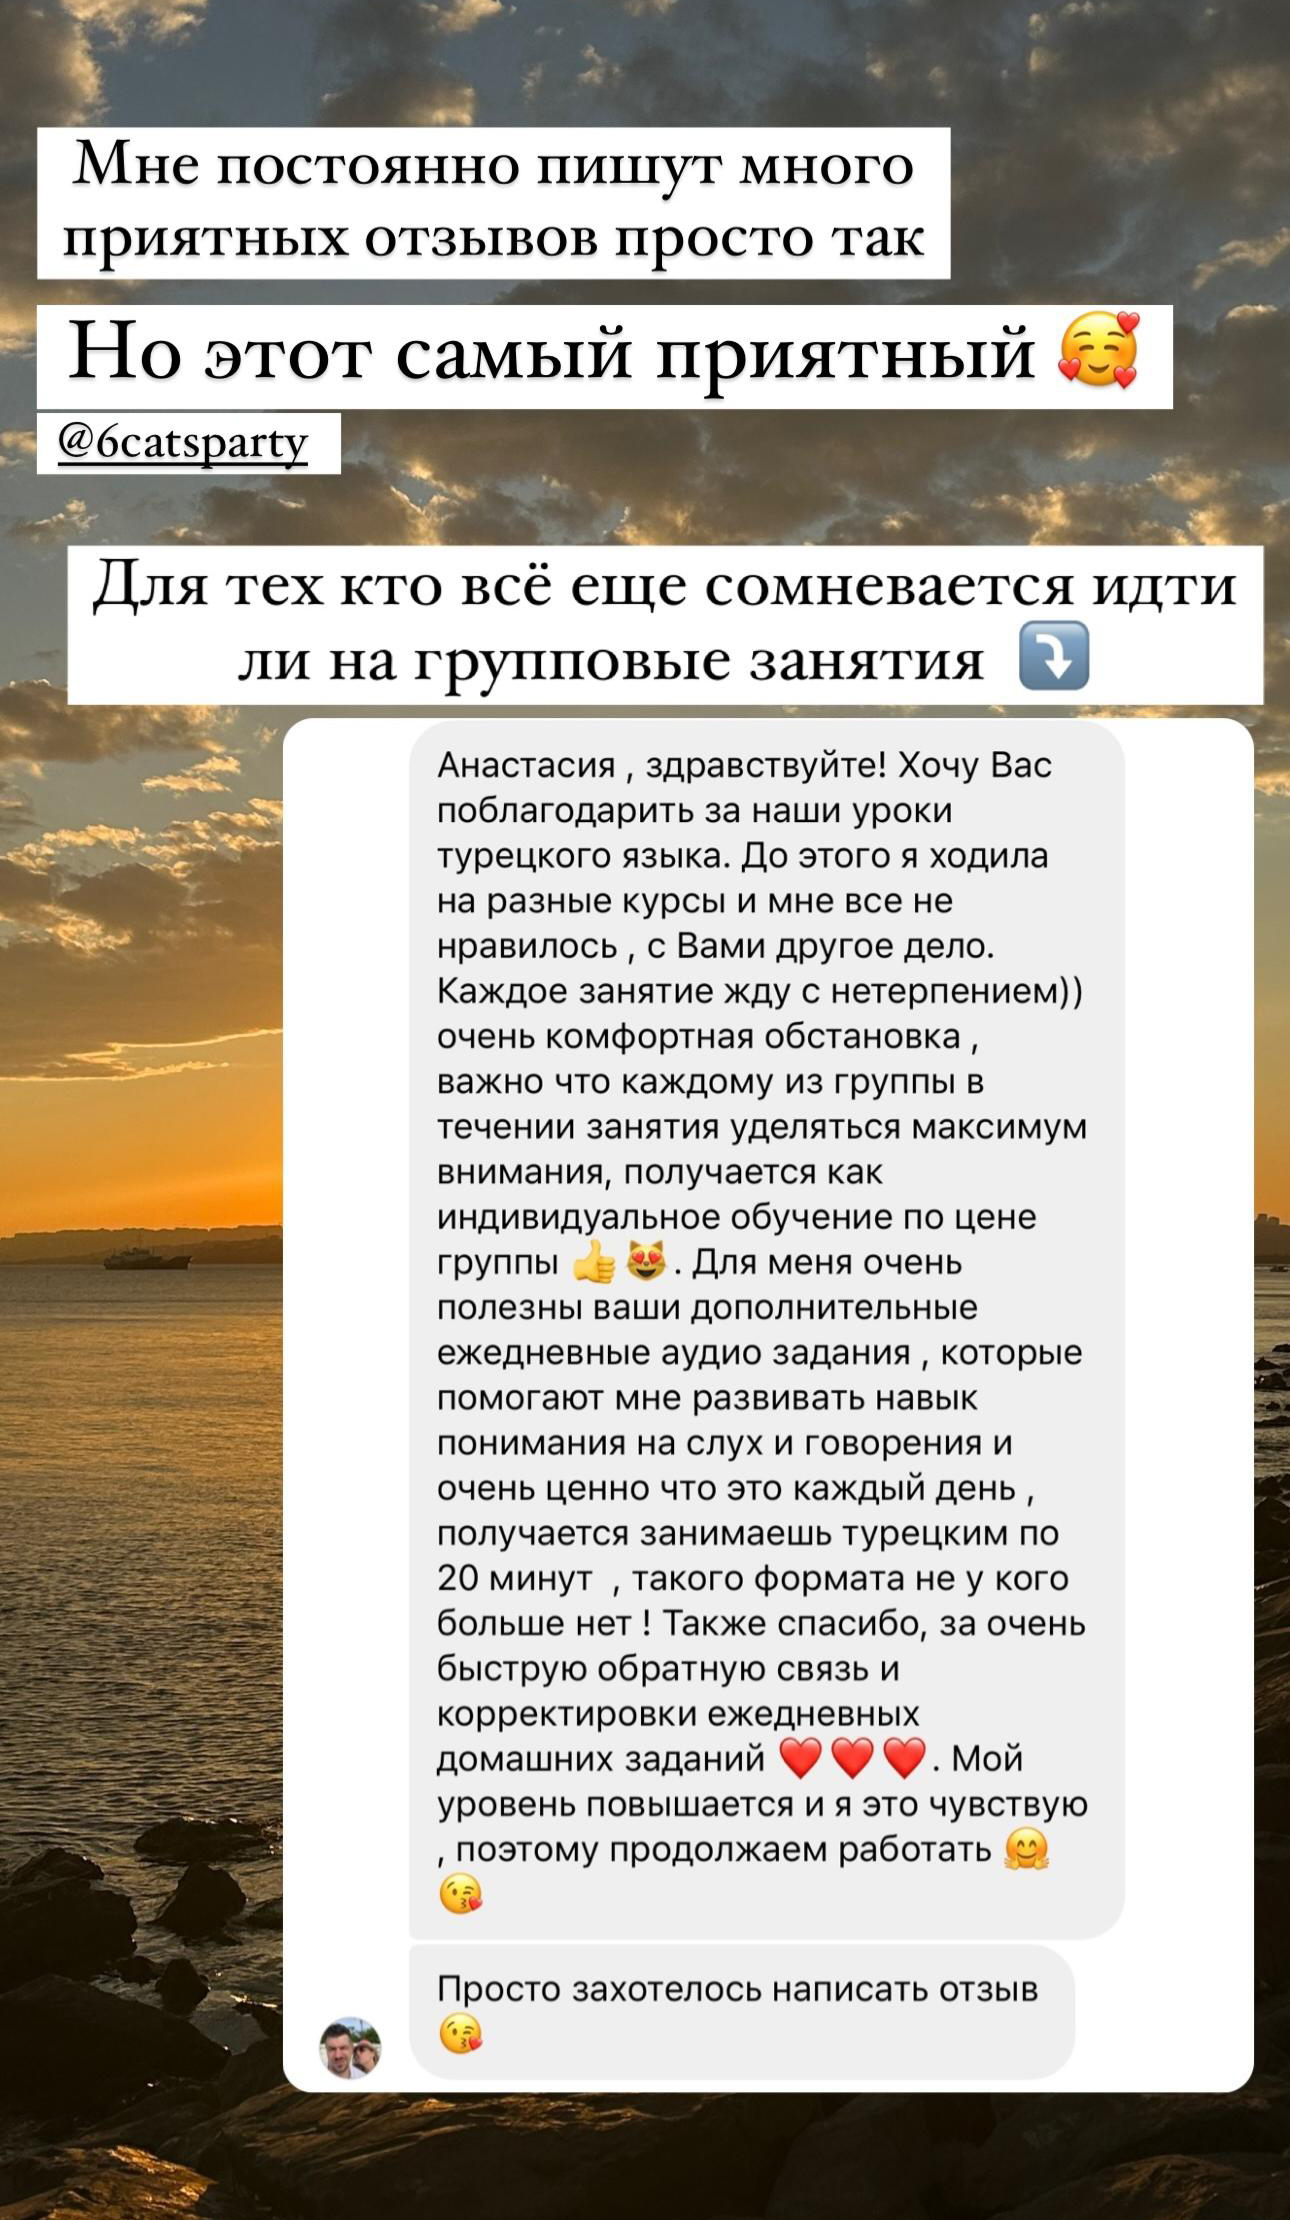 Мне постоянно пишут много
приятных отзывов просто так
Но этот самый приятный 🥰
@6catsparty
Для тех кто всё еще сомневается идти
ли на групповые занятия ⤵️
Анастасия , здравствуйте! Хочу Вас
поблагодарить за наши уроки
турецкого языка. До этого я ходила
на разные курсы и мне все не
нравилось , с Вами другое дело.
Каждое занятие жду с нетерпением))
очень комфортная обстановка ,
важно что каждому из группы в
течении занятия уделяться максимум
внимания, получается как
индивидуальное обучение по цене
группы 👍😻. Для меня очень
полезны ваши дополнительные
ежедневные аудио задания , которые
помогают мне развивать навык
понимания на слух и говорения и
очень ценно что это каждый день ,
получается занимаешь турецким по
20 минут  , такого формата не у кого
больше нет ! Также спасибо, за очень
быструю обратную связь и
корректировки ежедневных
домашних заданий ❤️❤️❤️. Мой
уровень повышается и я это чувствую
, поэтому продолжаем работать 🤗
😘
Просто захотелось написать отзыв
😘